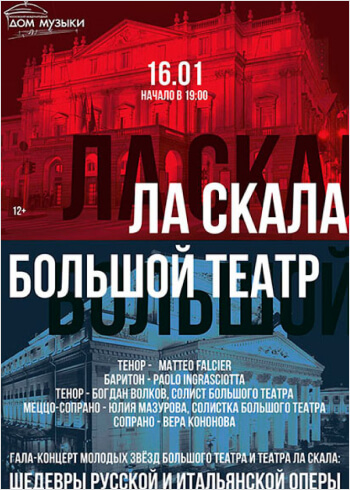 ДОМ МУЗЫКИ
16.01
НАЧАЛО В 19:00
ЛА СКАЛА
12+
ЛА СКАЛА
БОЛЬШОЙ ТЕАТР
БОЛЬШОЙ
ТЕНОР - MATTEO FALCIER
БАРИТОН - PAOLO INGRASCIOTTA
ТЕНОР - БОГДАН ВОЛКОВ, СОЛИСТ БОЛЬШОГО ТЕАТРА
МЕЦЦО-СОПРАНО - ЮЛИЯ МАЗУРОВА, СОЛИСТКА БОЛЬШОГО ТЕАТРА
СОПРАНО - ВЕРА КОНОНОВА
ГАЛА-КОНЦЕРТ МОЛОДЫХ ЗВЁЗД БОЛЬШОГО ТЕАТРА И ТЕАТРА ЛА СКАЛА:
ШЕДЕВРЫ РУССКОЙ И ИТАЛЬЯНСКОЙ ОПЕРЫ